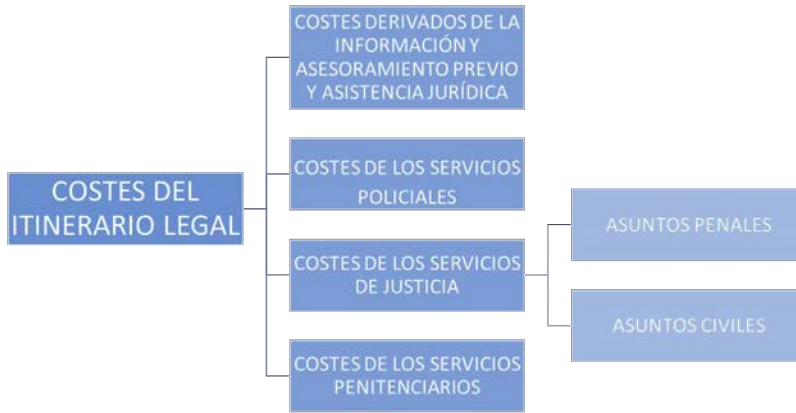 COSTES DEL
ITINERARIO LEGAL
COSTES DERIVADOS DE LA
INFORMACIÓN Y
ASESORAMIENTO PREVIO
Y ASISTENCIA JURÍDICA
COSTES DE LOS SERVICIOS
POLICIALES
COSTES DE LOS SERVICIOS
DE JUSTICIA
ASUNTOS PENALES
ASUNTOS CIVILES
COSTES DE LOS SERVICIOS
PENITENCIARIOS